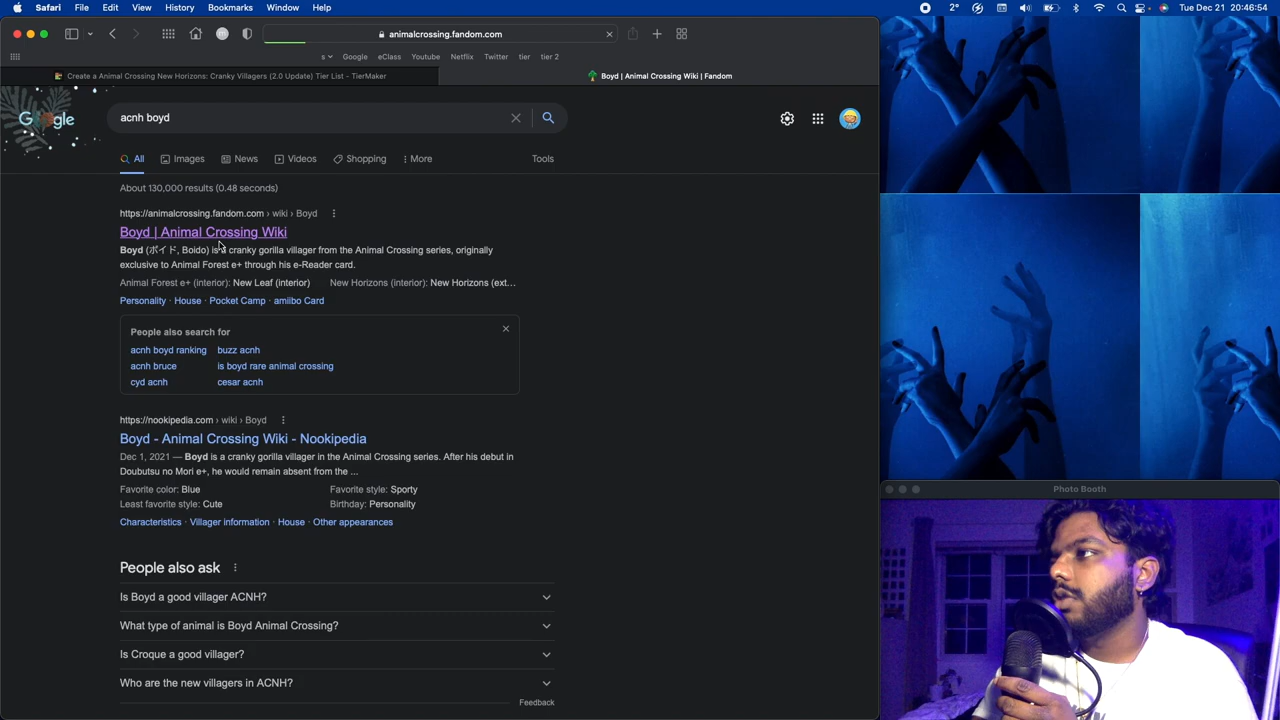 Safari File Edit View History Bookmarks Window Help
2° Tue Dec 21 20:46:54
animalcrossing.fandom.com
s Google eClass Youtube Netflix Twitter tier tier 2
Create a Animal Crossing New Horizons: Cranky Villagers (2.0 Update) Tier List - TierMaker
Boyd | Animal Crossing Wiki | Fandom
Google
acnh boyd
All Images News Videos Shopping More Tools
About 130,000 results (0.48 seconds)
https://animalcrossing.fandom.com › wiki › Boyd
Boyd | Animal Crossing Wiki
Boyd (ボイド, Boido) is a cranky gorilla villager from the Animal Crossing series, originally
exclusive to Animal Forest e+ through his e-Reader card.
Animal Forest e+ (interior): New Leaf (interior) New Horizons (interior): New Horizons (ext...
Personality · House · Pocket Camp · amiibo Card
People also search for
acnh boyd ranking buzz acnh
acnh bruce is boyd rare animal crossing
cyd acnh cesar acnh
https://nookipedia.com › wiki › Boyd
Boyd - Animal Crossing Wiki - Nookipedia
Dec 1, 2021 — Boyd is a cranky gorilla villager in the Animal Crossing series. After his debut in
Doubutsu no Mori e+, he would remain absent from the ...
Favorite color: Blue Favorite style: Sporty
Least favorite style: Cute Birthday: Personality
Characteristics · Villager information · House · Other appearances
People also ask
Is Boyd a good villager ACNH?
What type of animal is Boyd Animal Crossing?
Is Croque a good villager?
Who are the new villagers in ACNH?
Feedback
Photo Booth